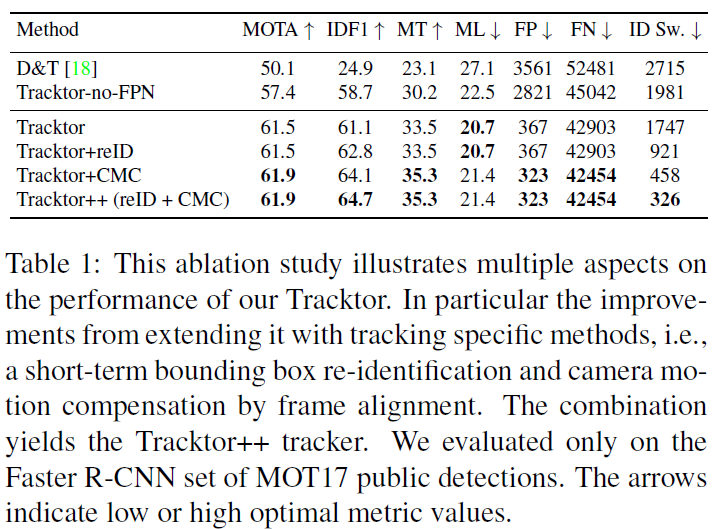 Method MOTA ↑ IDF1 ↑ MT ↑ ML ↓ FP ↓ FN ↓ ID Sw. ↓
D&T [18] 50.1 24.9 23.1 27.1 3561 52481 2715
Tracktor-no-FPN 57.4 58.7 30.2 22.5 2821 45042 1981
Tracktor 61.5 61.1 33.5 20.7 367 42903 1747
Tracktor+reID 61.5 62.8 33.5 20.7 367 42903 921
Tracktor+CMC 61.9 64.1 35.3 21.4 323 42454 458
Tracktor++ (reID + CMC) 61.9 64.7 35.3 21.4 323 42454 326
Table 1: This ablation study illustrates multiple aspects on
the performance of our Tracktor. In particular the improve-
ments from extending it with tracking specific methods, i.e.,
a short-term bounding box re-identification and camera mo-
tion compensation by frame alignment. The combination
yields the Tracktor++ tracker. We evaluated only on the
Faster R-CNN set of MOT17 public detections. The arrows
indicate low or high optimal metric values.